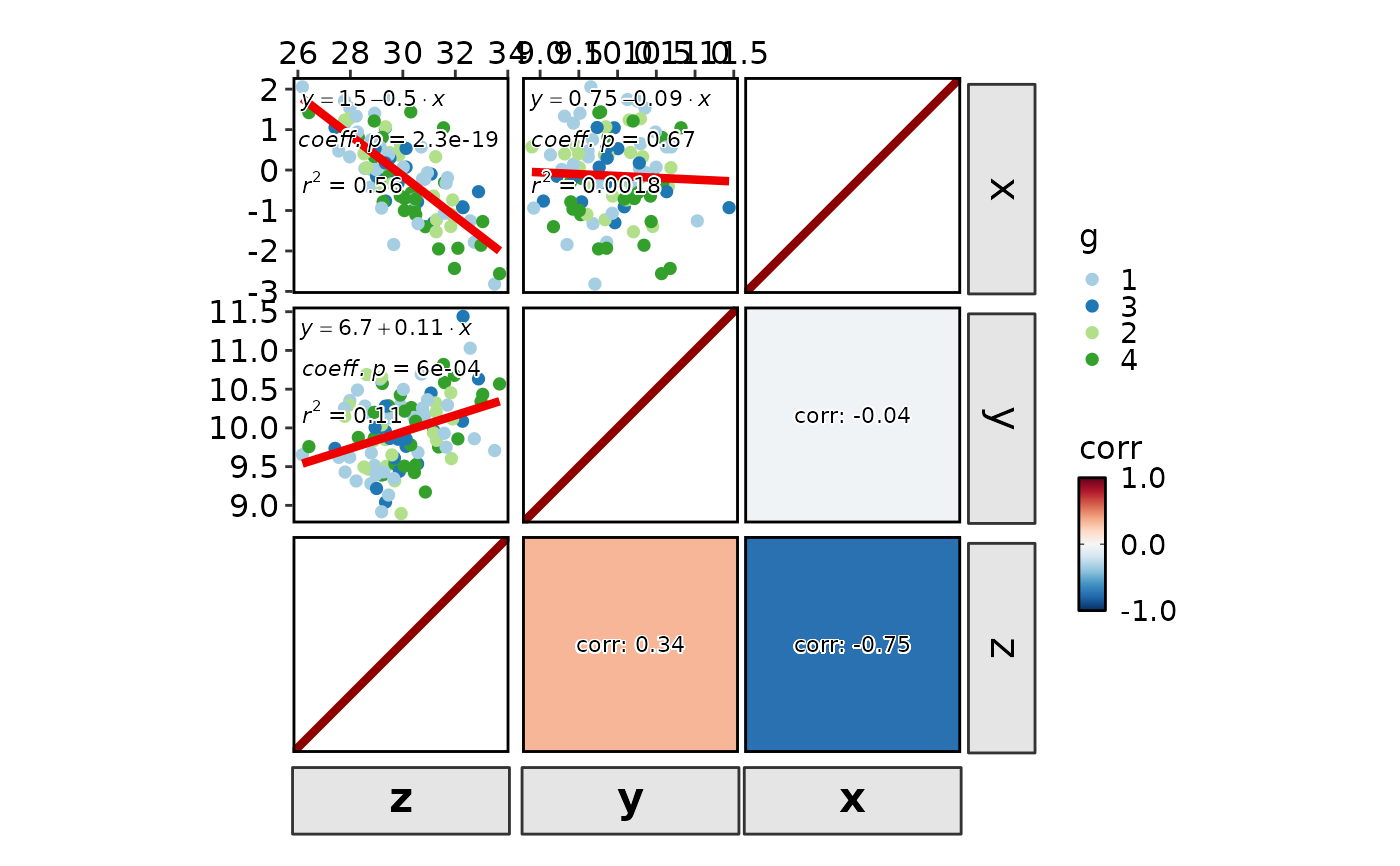 26 28 30 32 34 9.0 9.5 10.0 10.5 11.0 11.5
2
1
0
-1
-2
-3
y = 15 −0.5 · x
coeff. p = 2.3e-19
r² = 0.56
y = 0.75 −0.09 · x
coeff. p = 0.67
r² = 0.0018
x
11.5
11.0
10.5
10.0
9.5
9.0
y = 6.7 + 0.11 · x
coeff. p = 6e-04
r² = 0.11
corr: -0.04
y
corr: 0.34
corr: -0.75
z
z y x
g
1
3
2
4
corr
1.0
0.0
-1.0